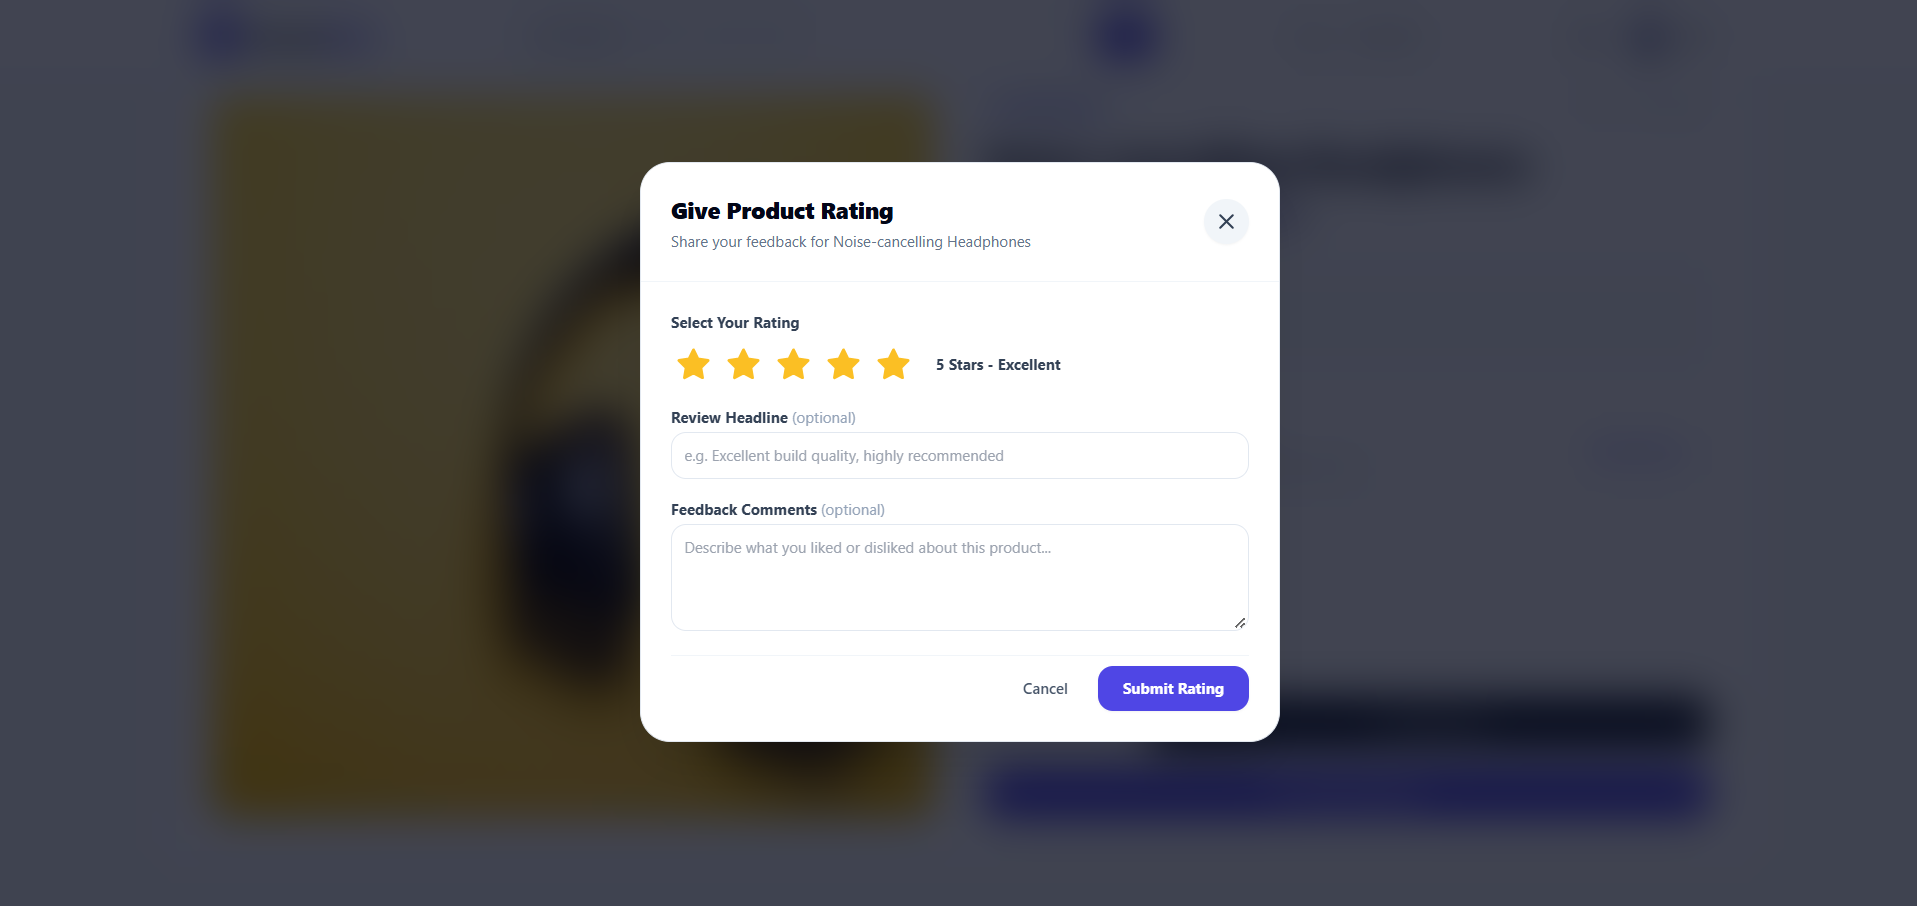 Give Product Rating
Share your feedback for Noise-cancelling Headphones
Select Your Rating
5 Stars - Excellent
Review Headline (optional)
e.g. Excellent build quality, highly recommended
Feedback Comments (optional)
Describe what you liked or disliked about this product...
Cancel
Submit Rating